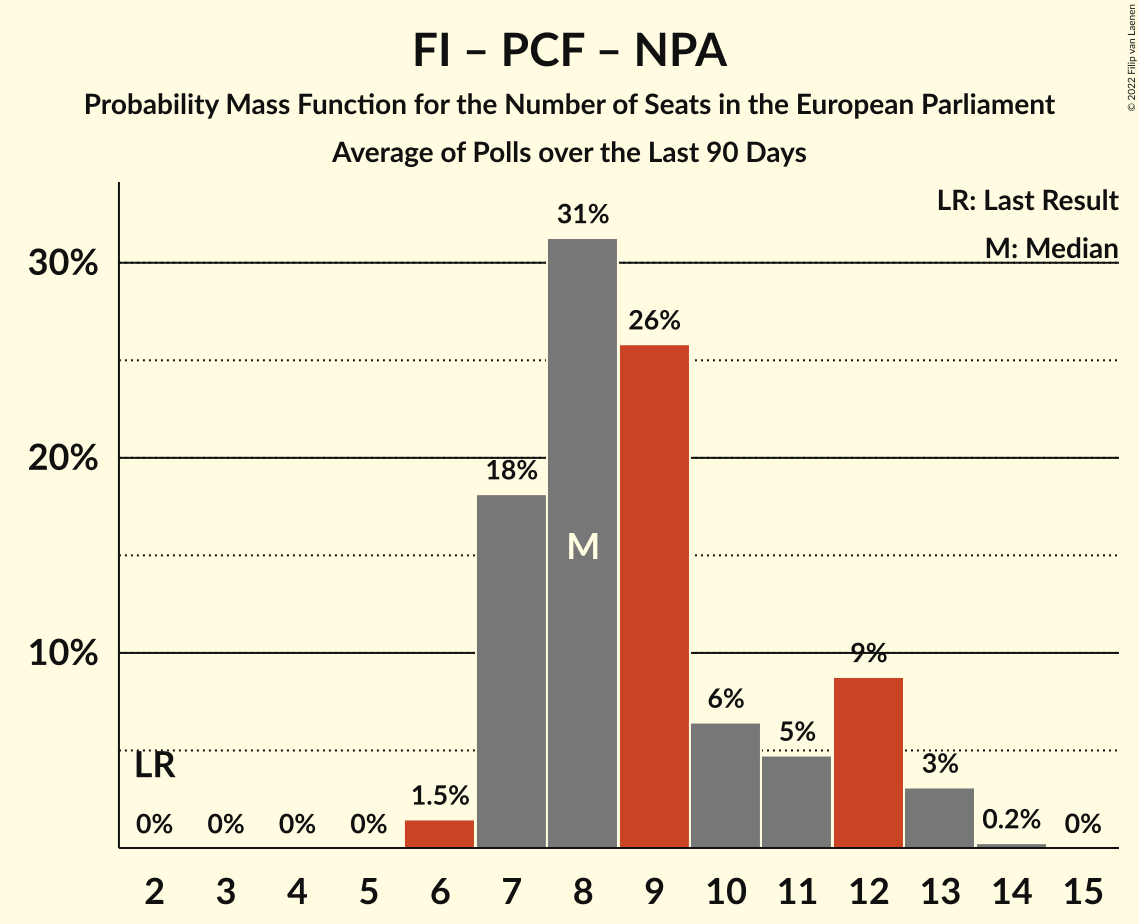 FI – PCF – NPA
Probability Mass Function for the Number of Seats in the European Parliament
Average of Polls over the Last 90 Days
© 2022 Filip van Laenen
LR: Last Result
M: Median
30%
20%
10%
LR
0%
0%
0%
0%
1.5%
18%
31%
M
26%
6%
5%
9%
3%
0.2%
0%
2 3 4 5 6 7 8 9 10 11 12 13 14 15